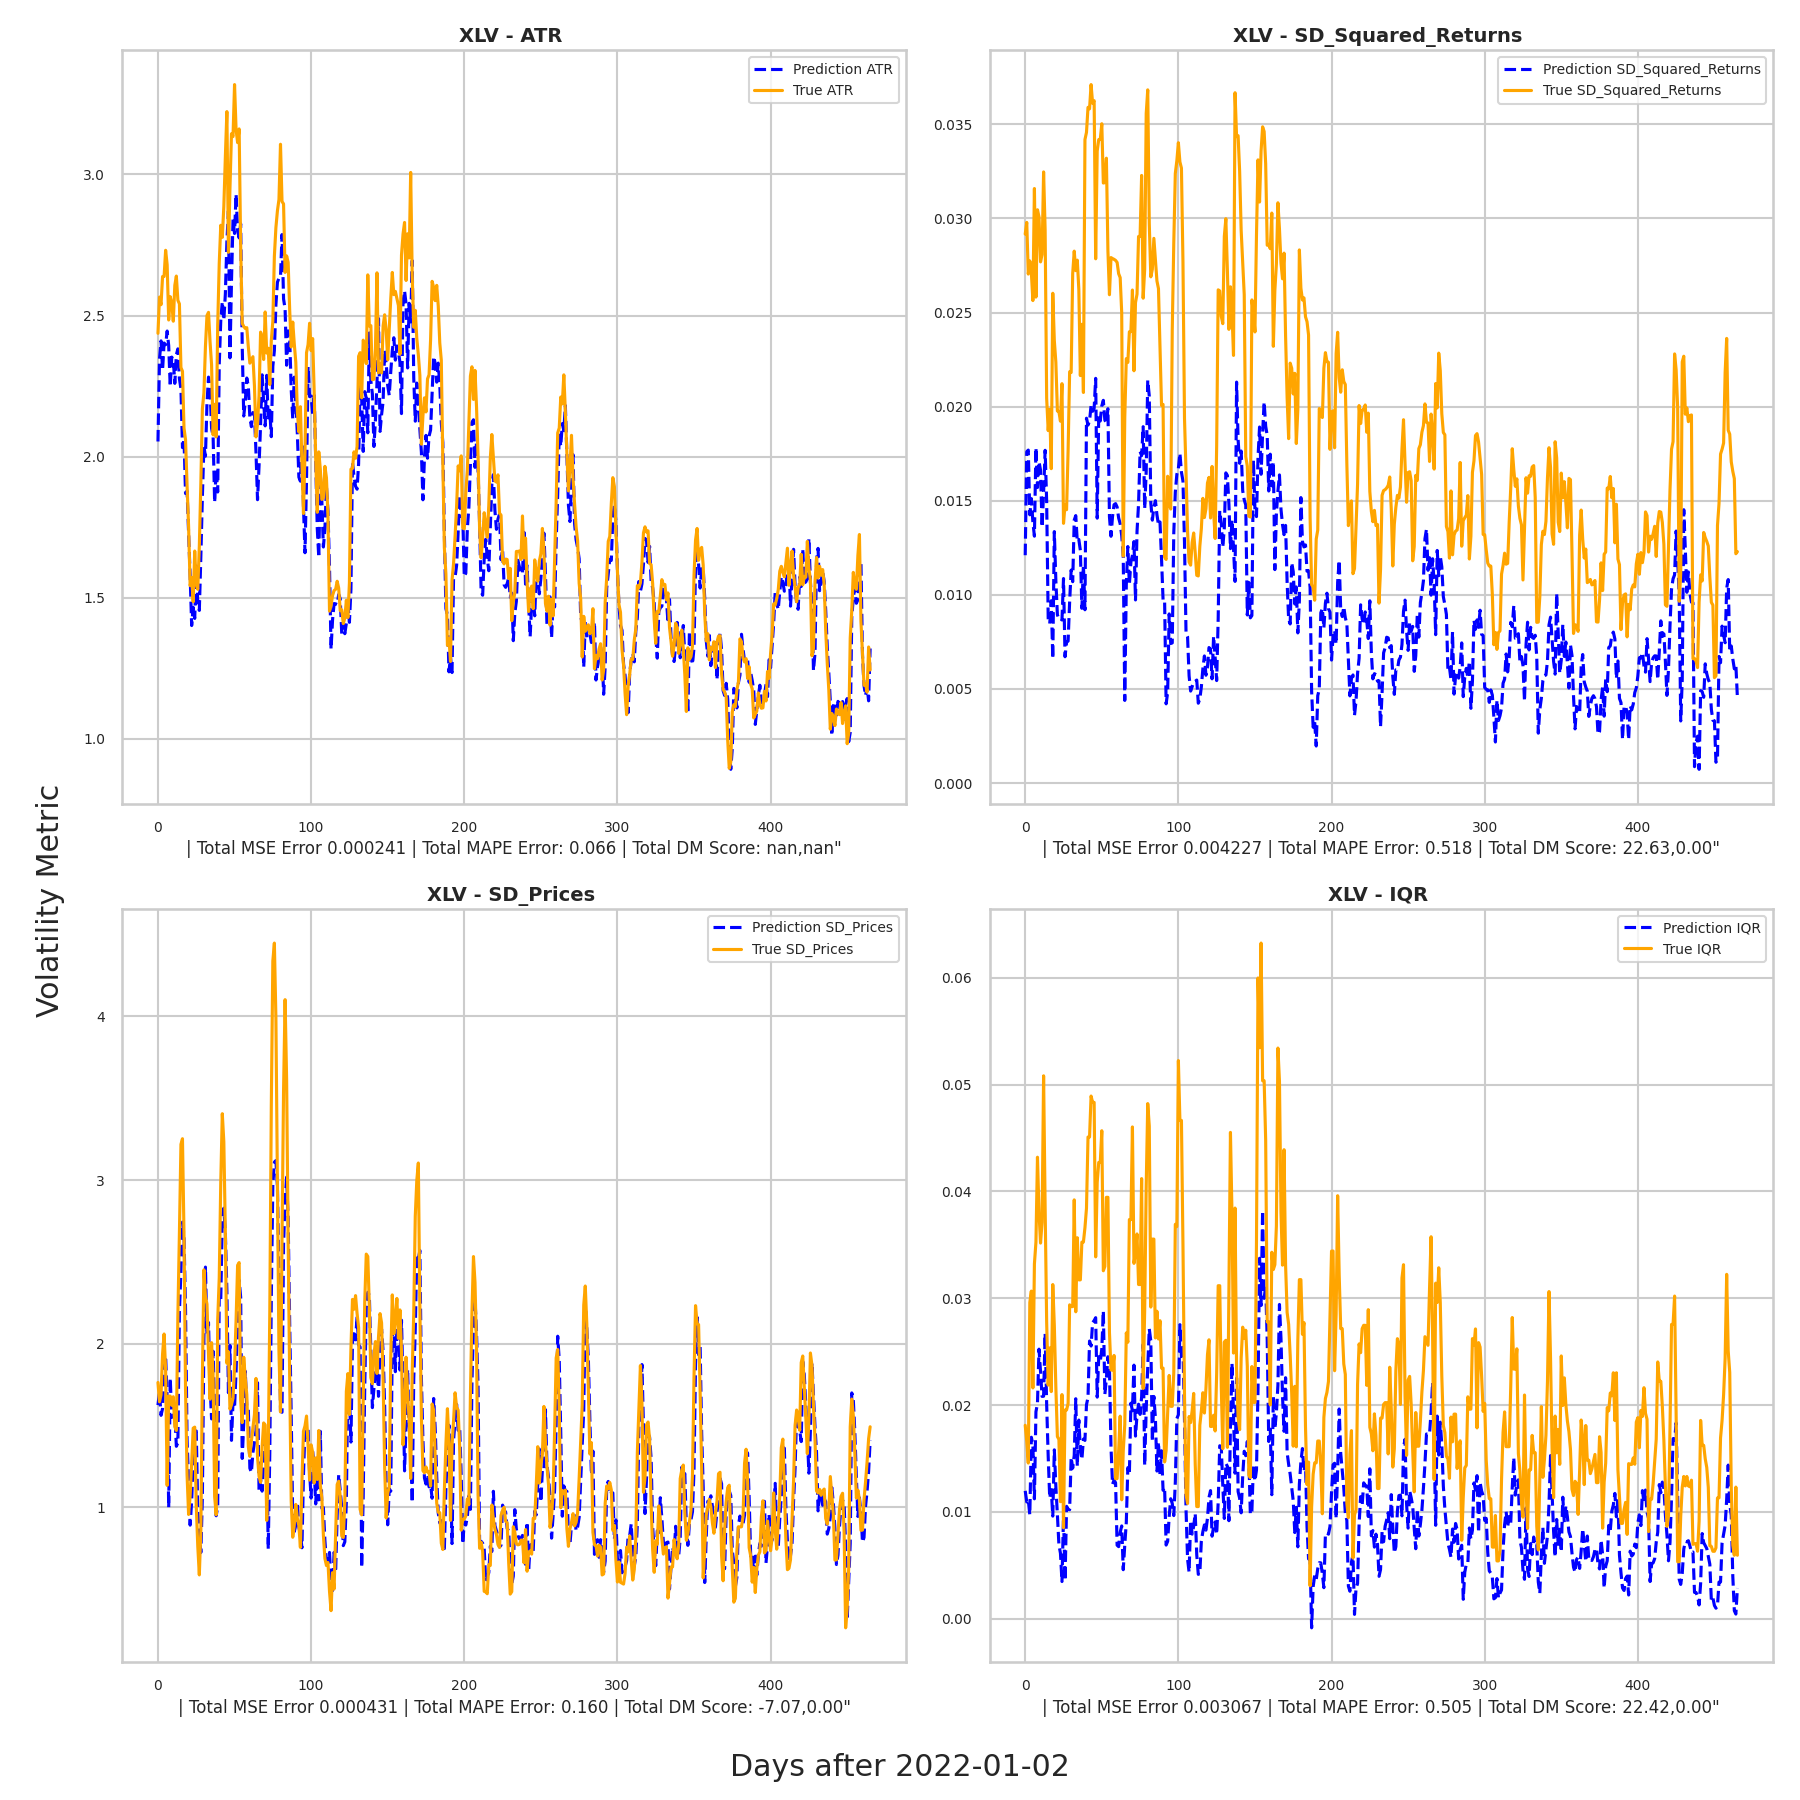 XLV - ATR
Prediction ATR
True ATR
3.0
2.5
2.0
1.5
1.0
0 100 200 300 400
| Total MSE Error 0.000241 | Total MAPE Error: 0.066 | Total DM Score: nan,nan"
XLV - SD_Squared_Returns
Prediction SD_Squared_Returns
True SD_Squared_Returns
0.035
0.030
0.025
0.020
0.015
0.010
0.005
0.000
0 100 200 300 400
| Total MSE Error 0.004227 | Total MAPE Error: 0.518 | Total DM Score: 22.63,0.00"
Volatility Metric
XLV - SD_Prices
Prediction SD_Prices
True SD_Prices
4
3
2
1
0 100 200 300 400
| Total MSE Error 0.000431 | Total MAPE Error: 0.160 | Total DM Score: -7.07,0.00"
XLV - IQR
Prediction IQR
True IQR
0.06
0.05
0.04
0.03
0.02
0.01
0.00
0 100 200 300 400
| Total MSE Error 0.003067 | Total MAPE Error: 0.505 | Total DM Score: 22.42,0.00"
Days after 2022-01-02